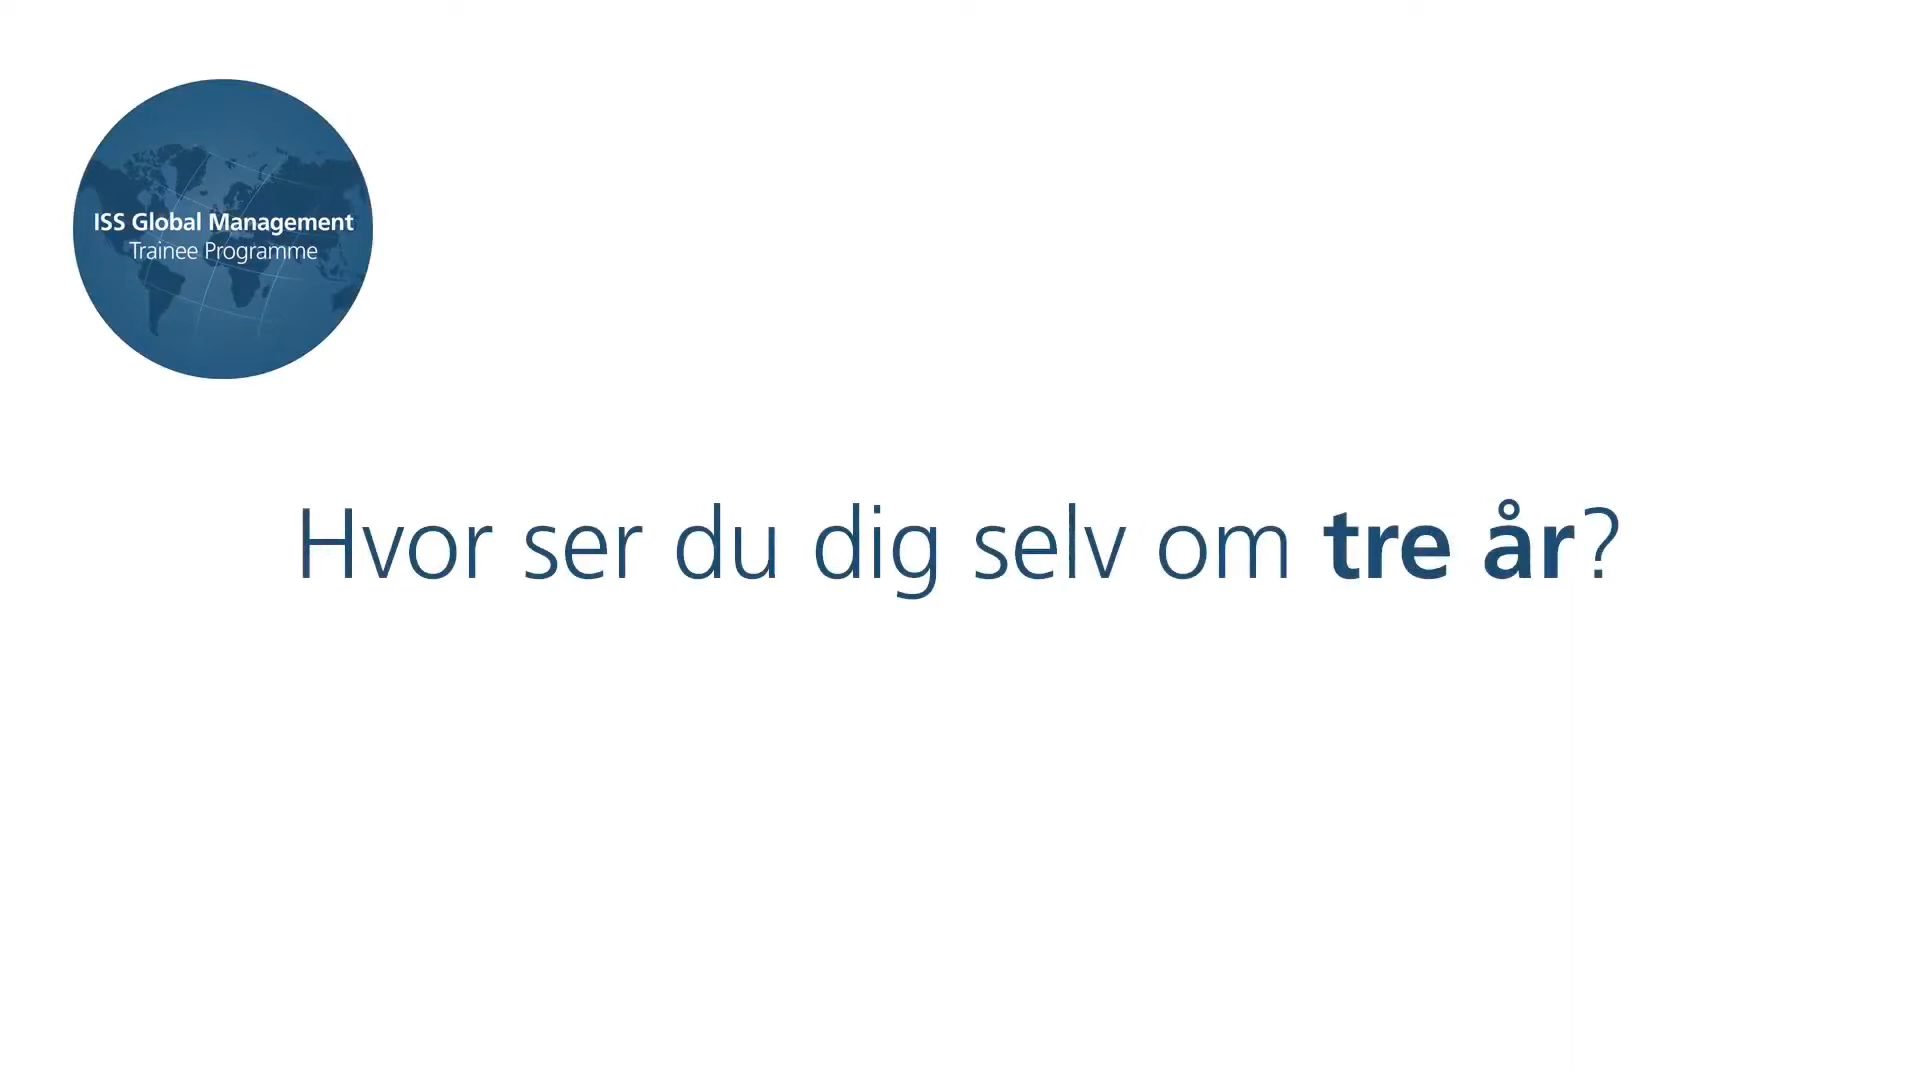 ISS Global Management
Trainee Programme
Hvor ser du dig selv om tre år?